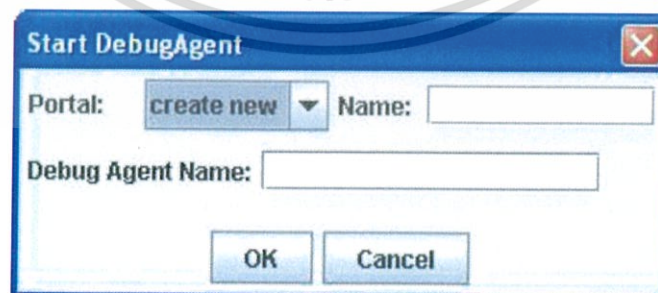 Start DebugAgent
Portal: create new Name:
Debug Agent Name:
OK Cancel